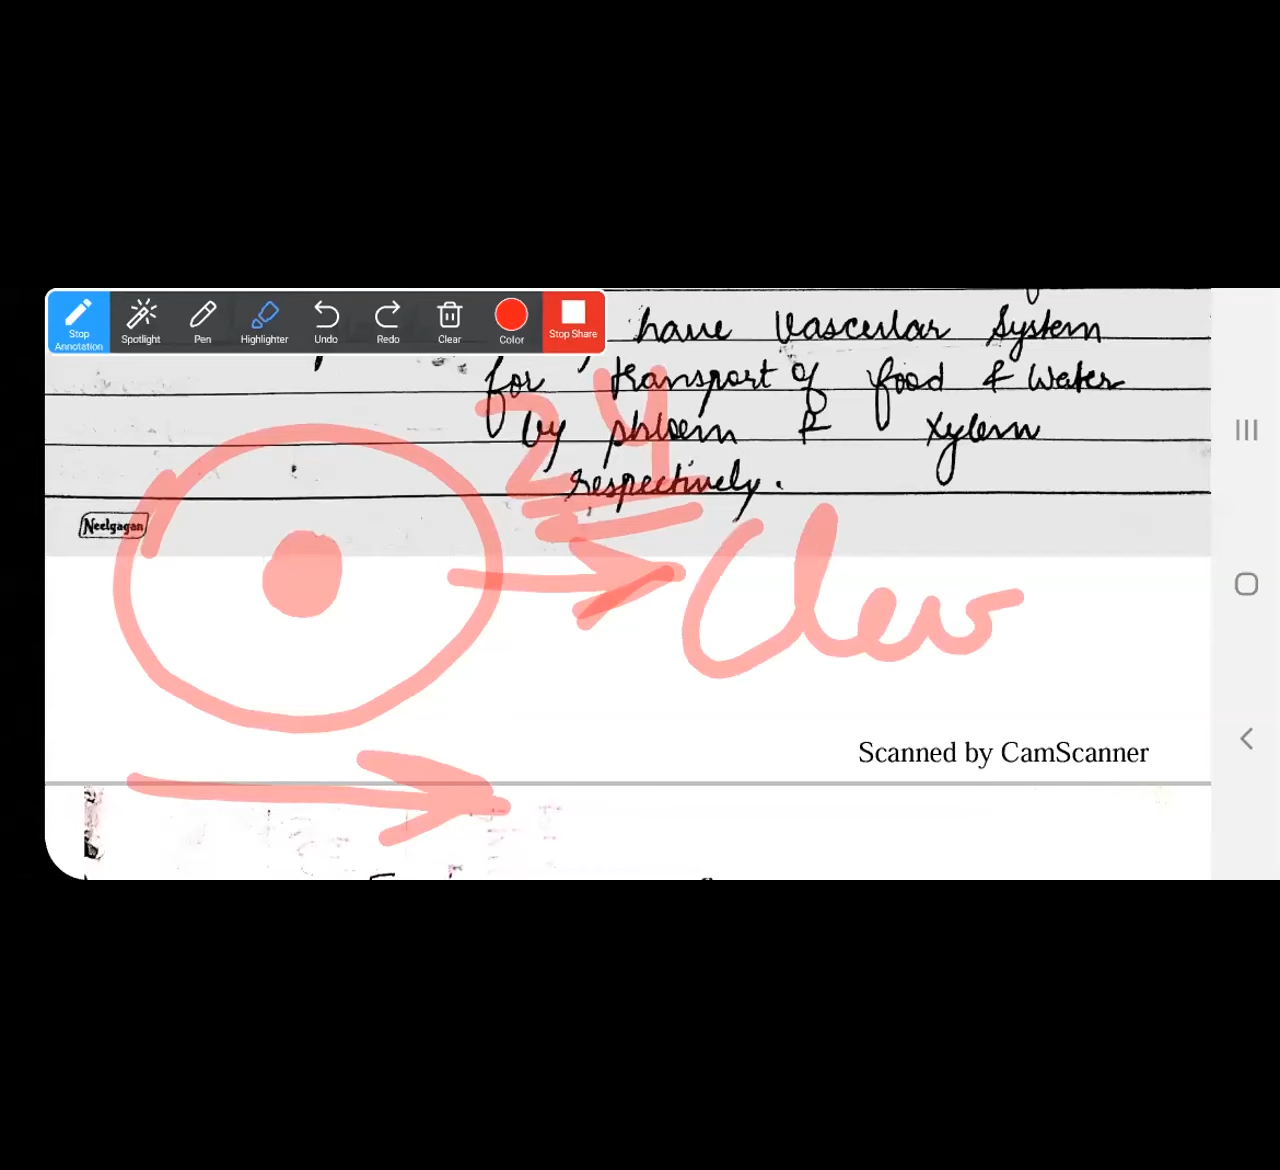 Stop Annotation
Spotlight
Pen
Highlighter
Undo
Redo
Clear
Color
Stop Share
have Vascular System
for transport of food & Water
by phloem & Xylem
respectively.
24
Neelgagan
Scanned by CamScanner